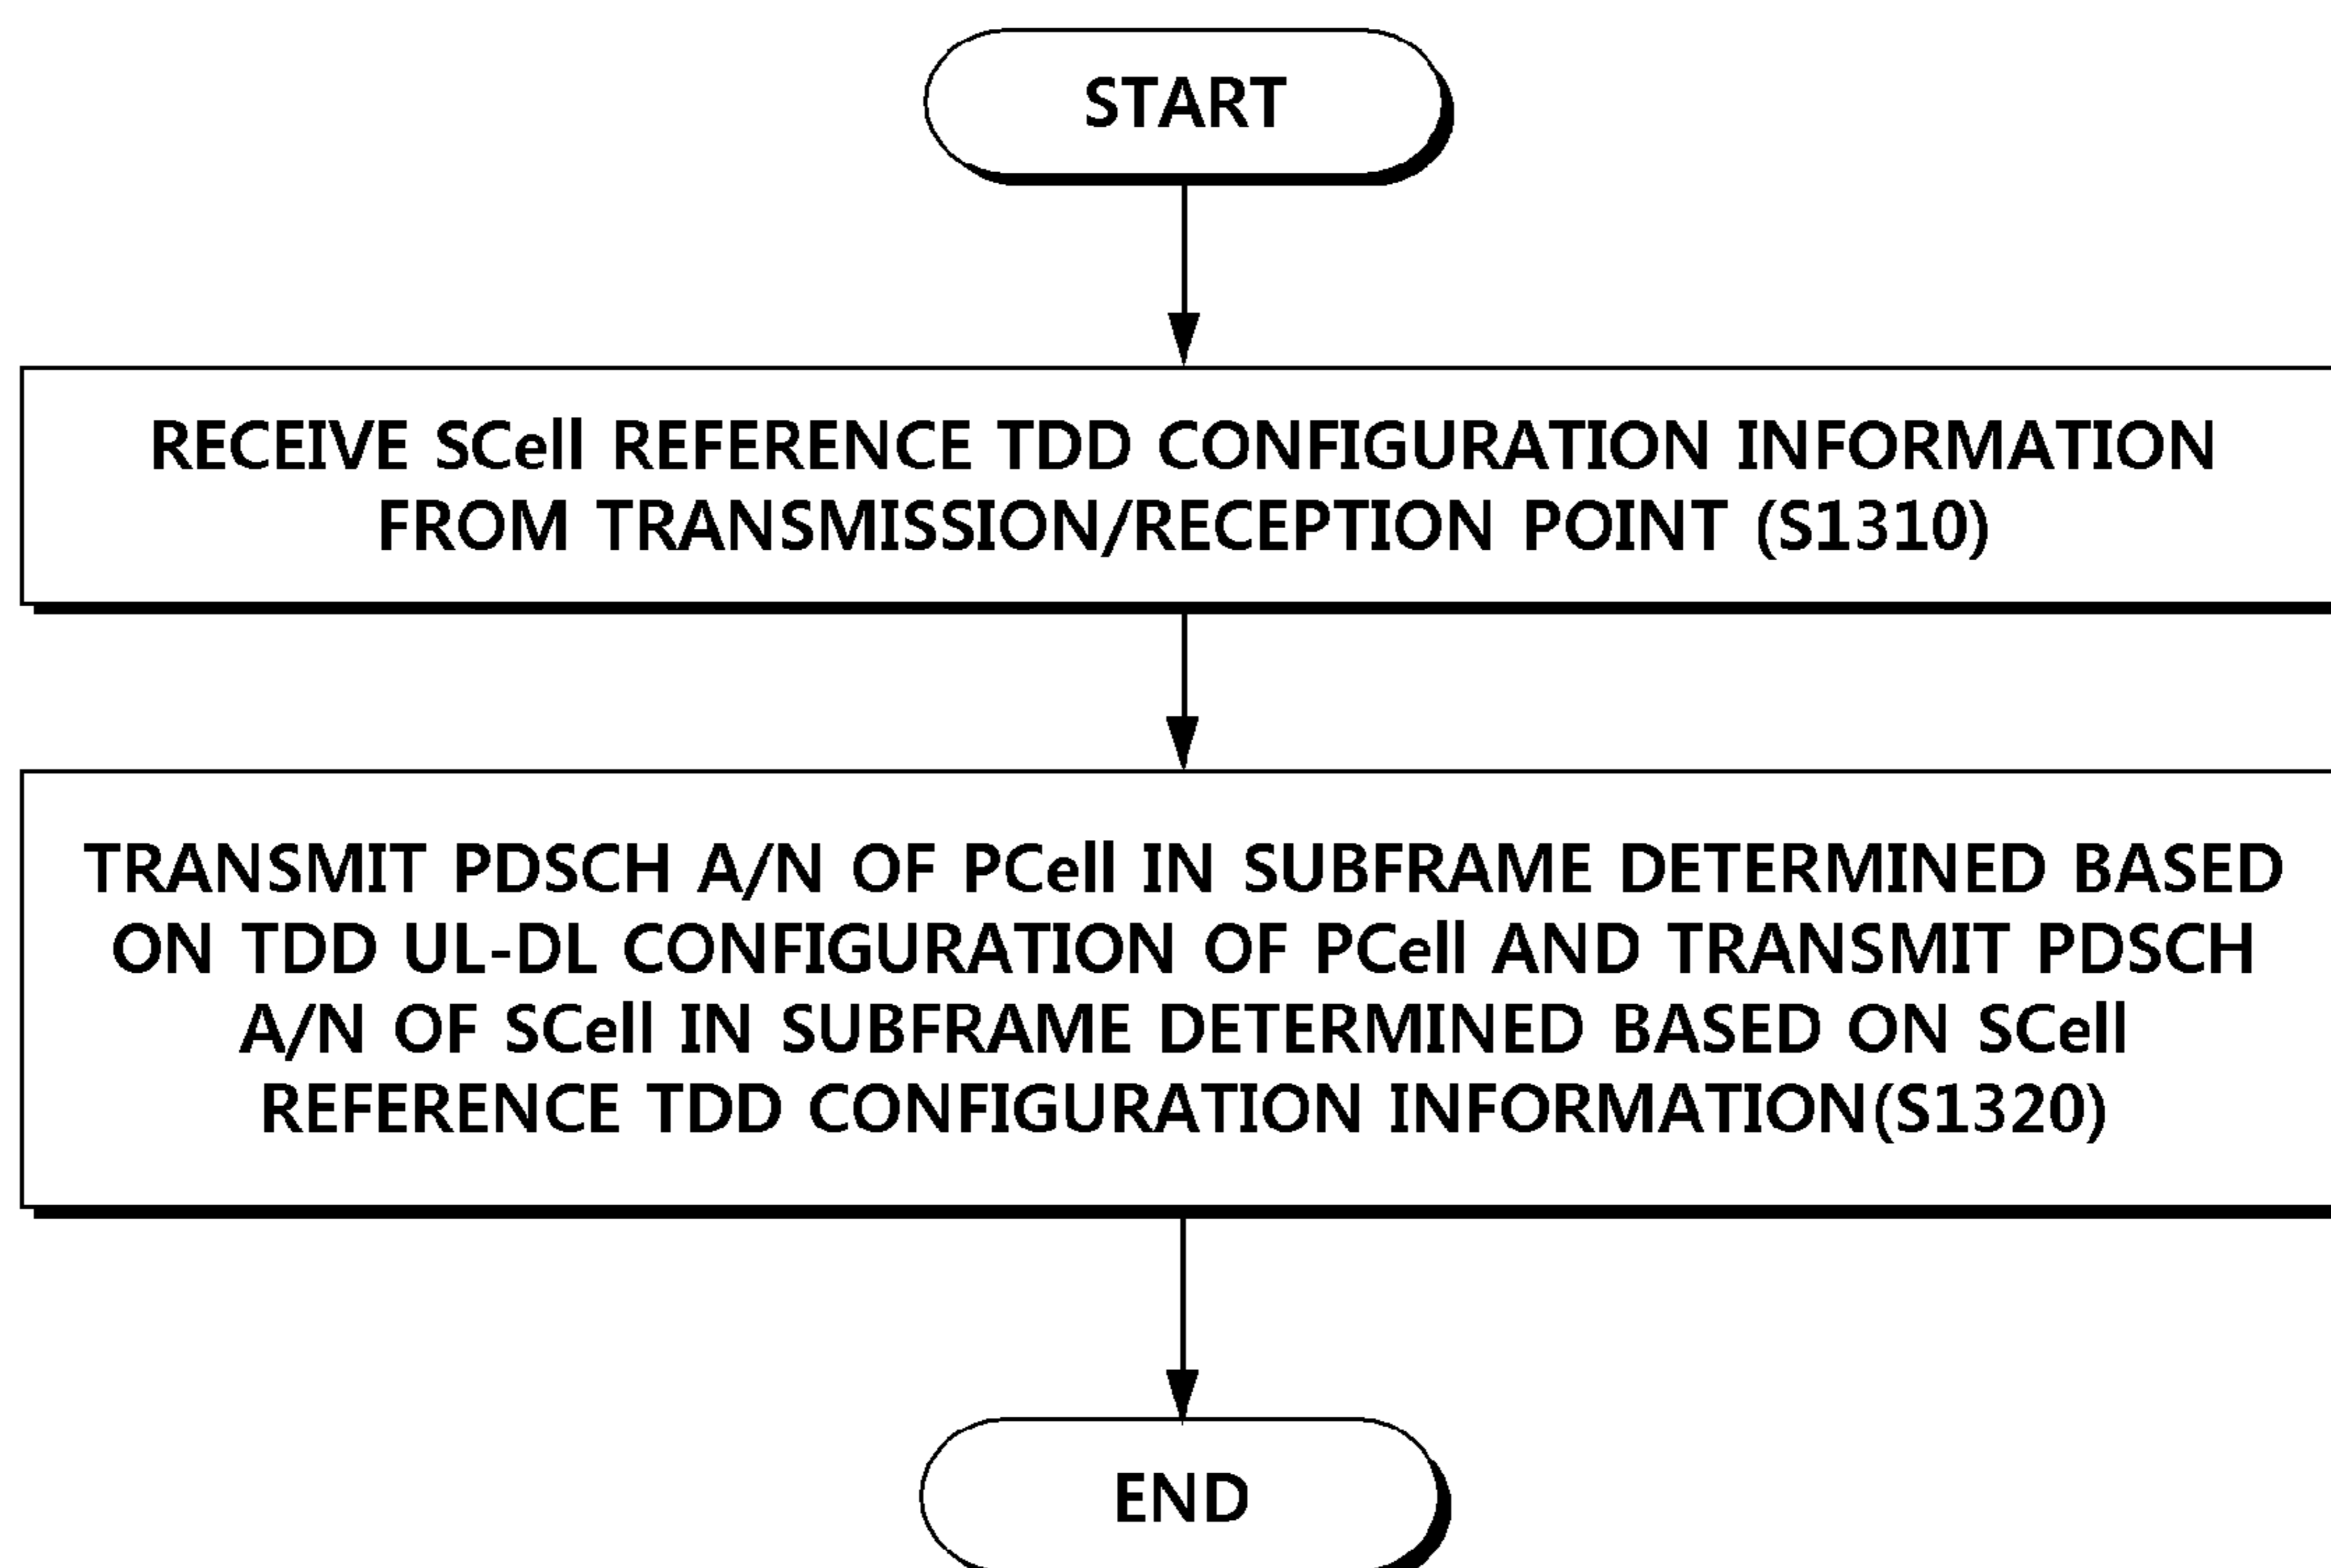 START
RECEIVE SCell REFERENCE TDD CONFIGURATION INFORMATION
FROM TRANSMISSION/RECEPTION POINT (S1310)
TRANSMIT PDSCH A/N OF PCell IN SUBFRAME DETERMINED BASED
ON TDD UL-DL CONFIGURATION OF PCell AND TRANSMIT PDSCH
A/N OF SCell IN SUBFRAME DETERMINED BASED ON SCell
REFERENCE TDD CONFIGURATION INFORMATION(S1320)
END